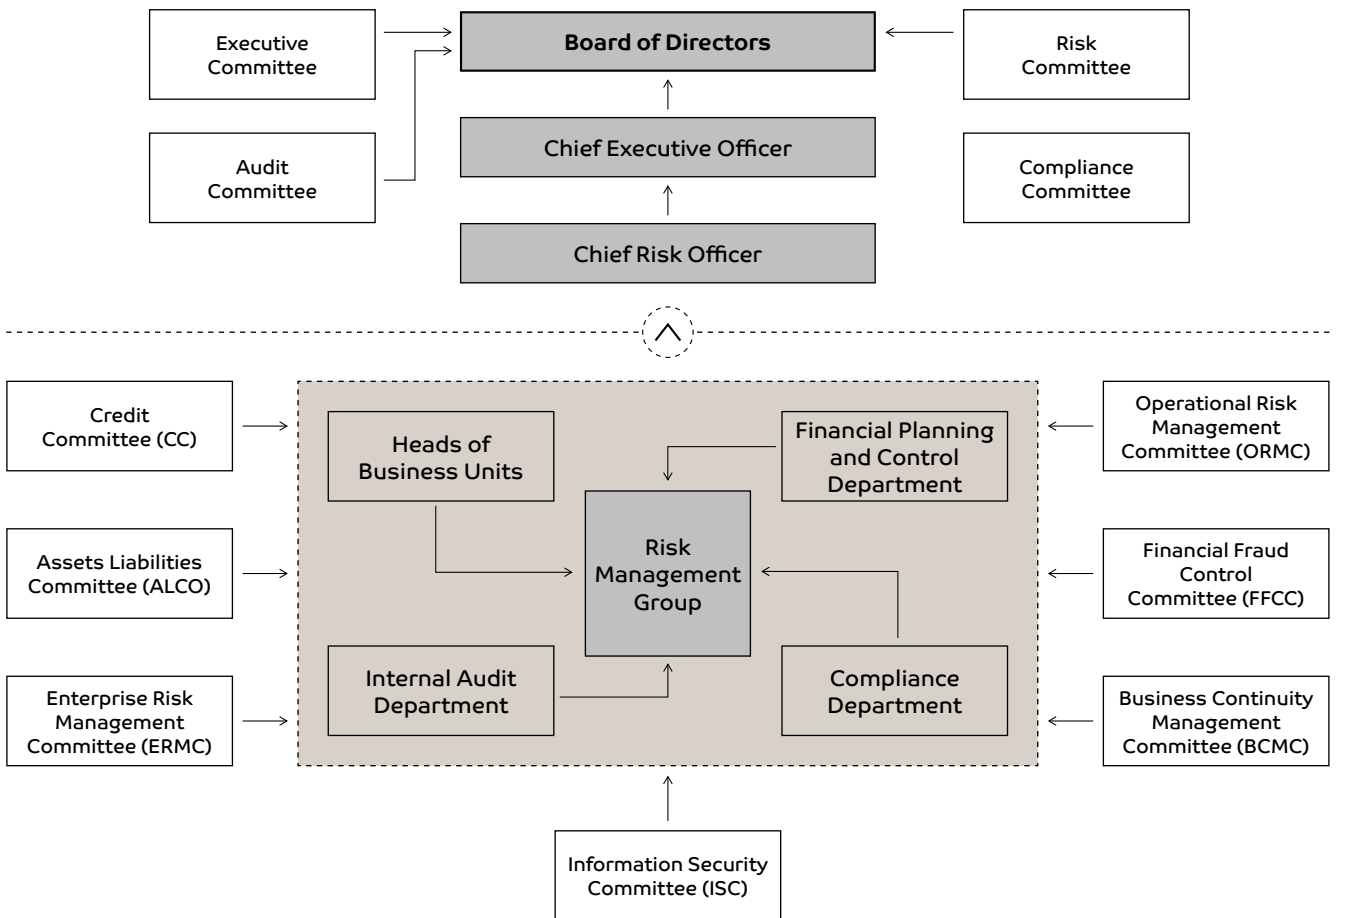 Executive
Committee
Board of Directors
Risk
Committee
Audit
Committee
Chief Executive Officer
Compliance
Committee
Chief Risk Officer
Credit
Committee (CC)
Heads of
Business Units
Financial Planning
and Control
Department
Operational Risk
Management
Committee (ORMC)
Assets Liabilities
Committee (ALCO)
Risk
Management
Group
Financial Fraud
Control
Committee (FFCC)
Enterprise Risk
Management
Committee (ERMC)
Internal Audit
Department
Compliance
Department
Business Continuity
Management
Committee (BCMC)
Information Security
Committee (ISC)